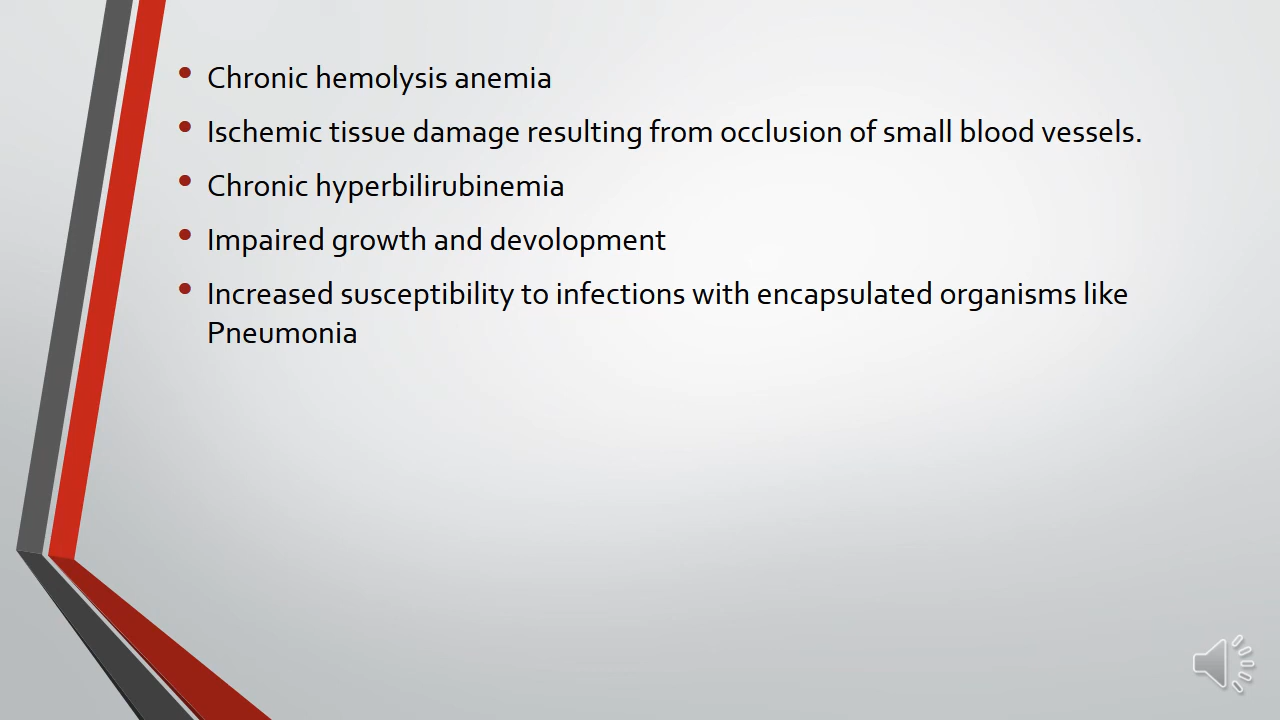 • Chronic hemolysis anemia
• Ischemic tissue damage resulting from occlusion of small blood vessels.
• Chronic hyperbilirubinemia
• Impaired growth and devolopment
• Increased susceptibility to infections with encapsulated organisms like
Pneumonia